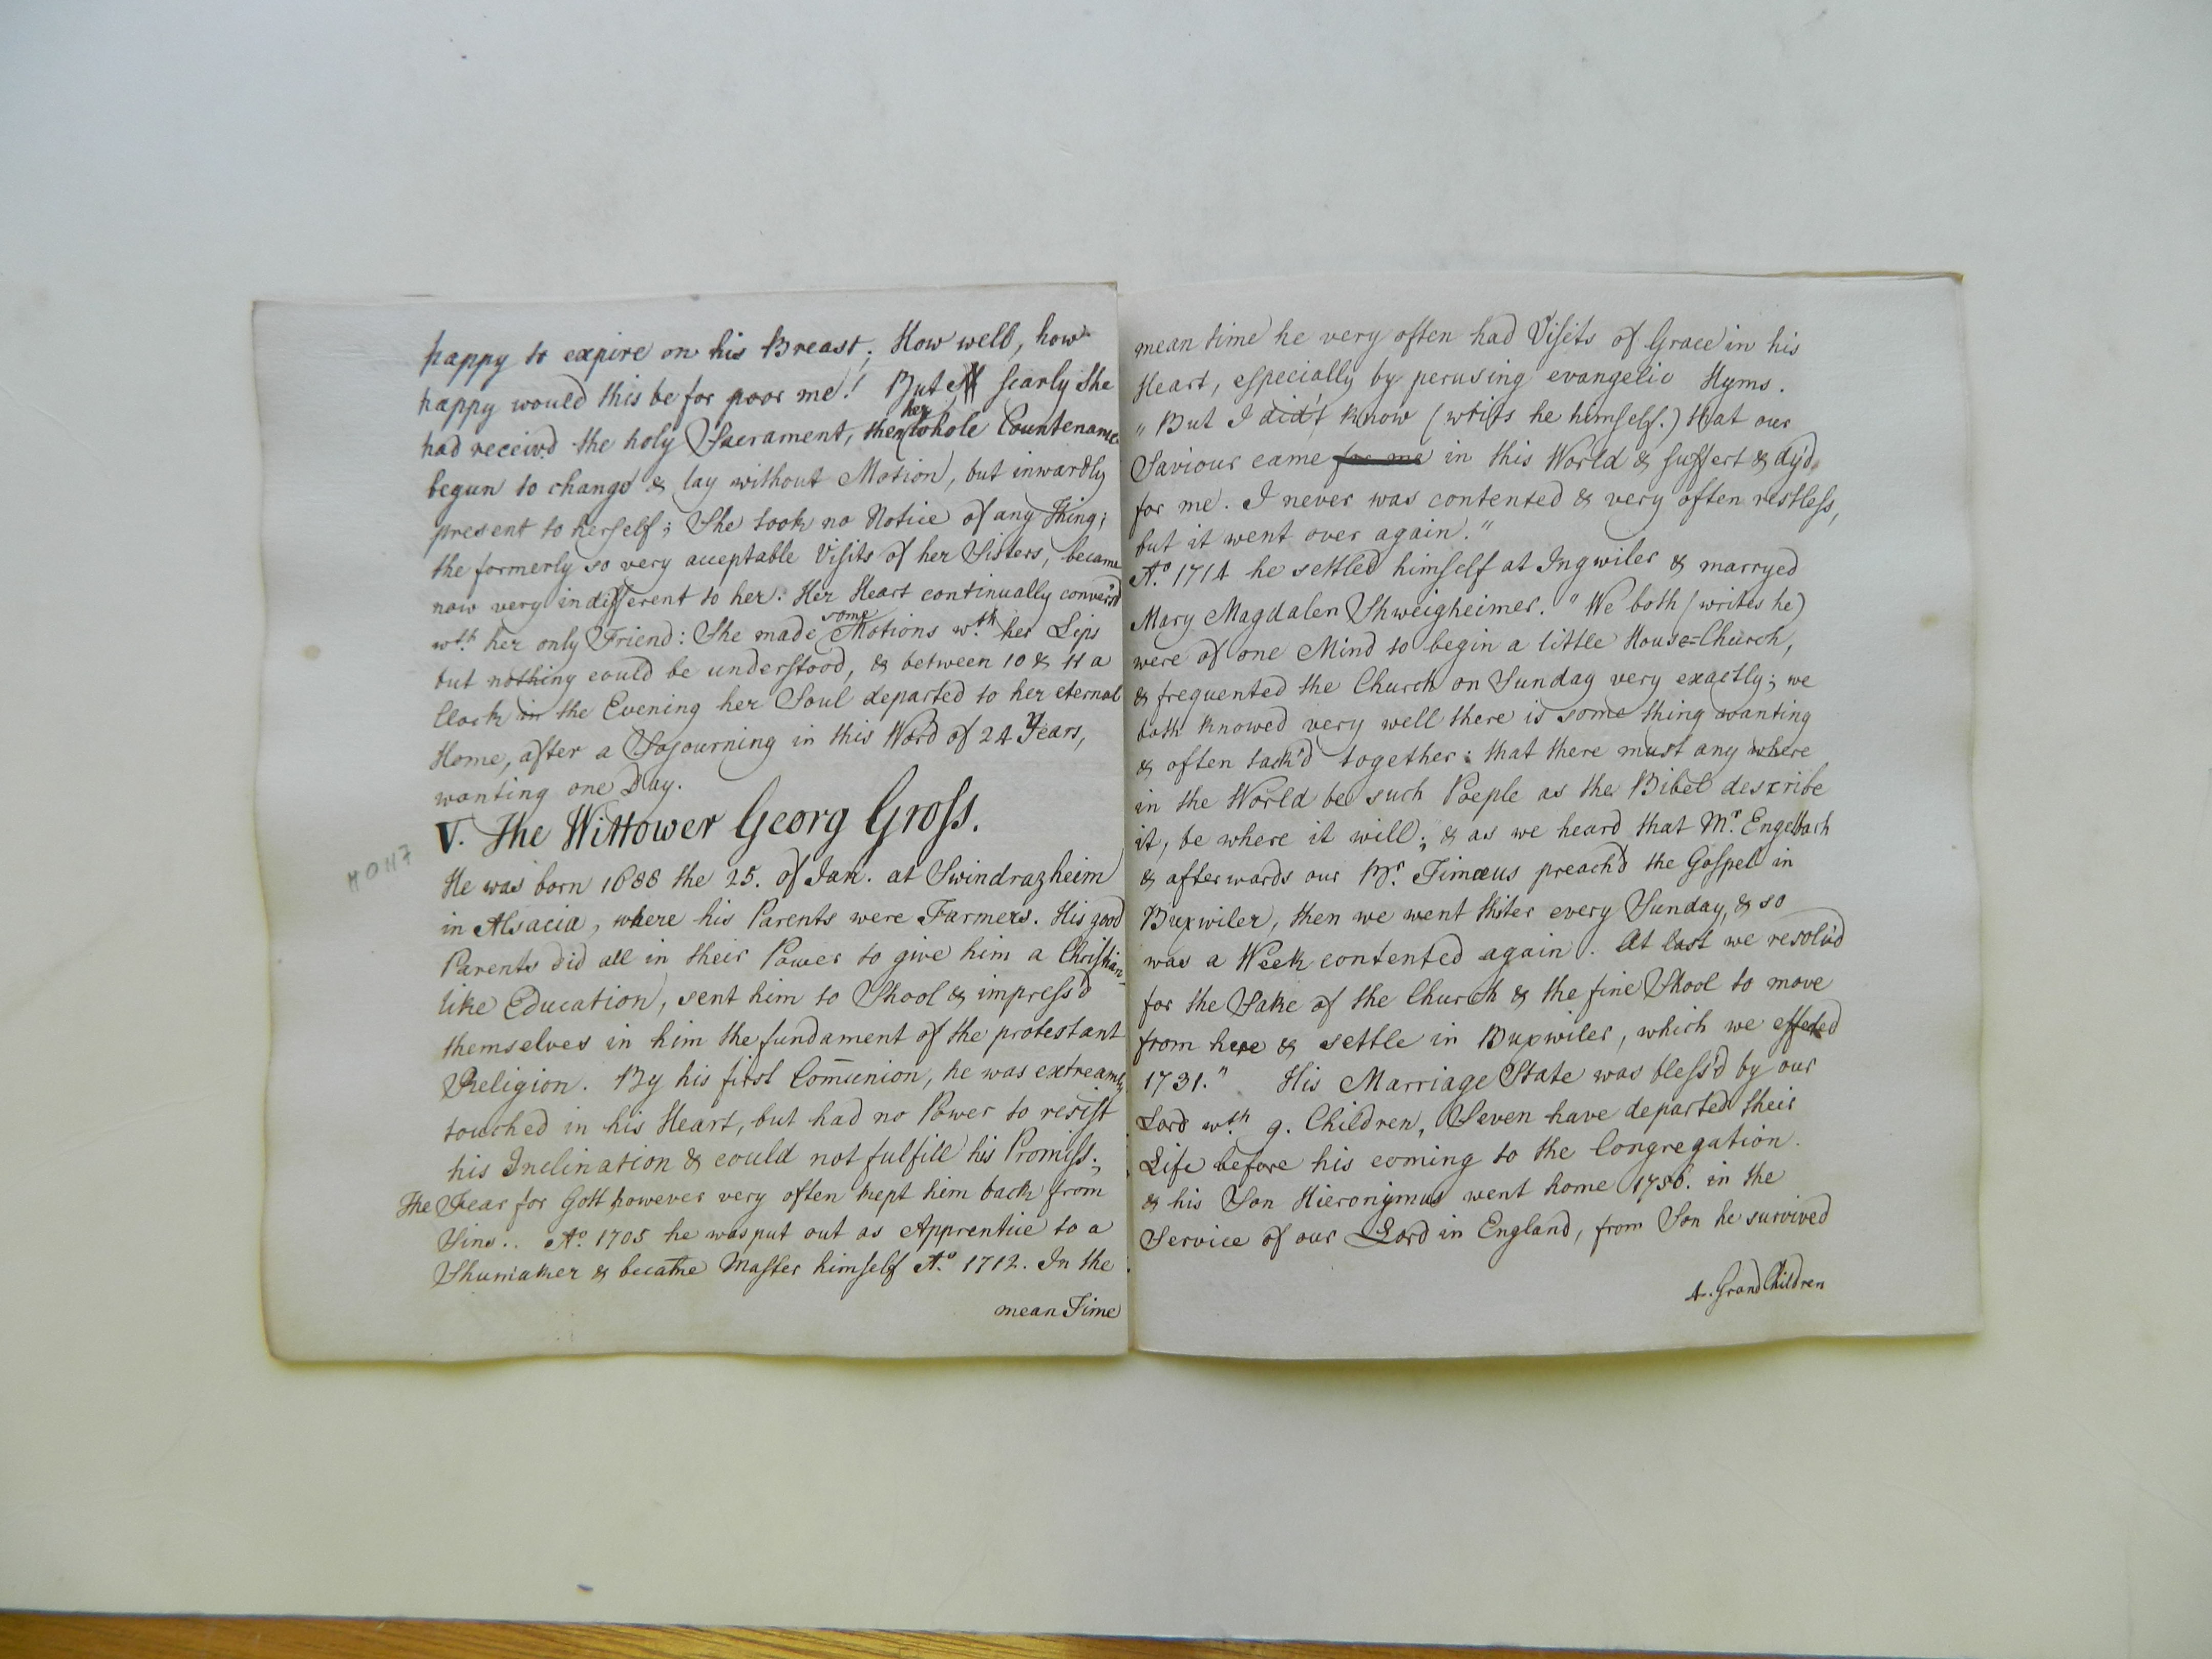 happy to expire on his Breast; How well, how
happy would this be for poor me! But scarly she
had receiv'd the holy Sacrament, then her whole Countenance
begun to change & lay without Motion, but inwardly
present to herself; She took no Notice of any Thing;
the formerly so very acceptable Visits of her Sisters, became
now very indifferent to her: Her Heart continually convers'd
wth. her only Friend: She made some Motions wth. her Lips
but nothing could be understood, & between 10 & 11 a
Clock in the Evening her Soul departed to her eternal
Home, after a Sojourning in this Word of 24 Years,
wanting one Day.
V. The Wittower Georg Gross.
He was born 1688 the 25. of Jan. at Swindrazheim
in Alsacia, where his Parents were Farmers. His good
Parents did all in their Power to give him a Christian-
like Education, sent him to Shool & impress'd
themselves in him the fundament of the protestant
Religion. By his first Com̄union, he was extreamly
touched in his Heart, but had no Power to resist
his Inclination & could not fulfill his Promiss;
The Fear for Gott however very often kept him back from
Sins.. Ao. 1705 he was put out as Apprentice to a
Shumaker & became Master himself Ao. 1712. In the
mean Time
mean time he very often had Visits of Grace in his
Heart, especially by perusing evangelic Hyms.
"But I did't know (writs he himself.) that our
Saviour came for me in this World & suffert & dy'd
for me. I never was contented & very often restless,
but it went over again."
Ao. 1714 he settled himself at Ingwiler & marryed
Mary Magdalen Shweigheimer. "We both (writes he)
were of one Mind to begin a little House=Church,
& frequented the Church on Sunday very exactly; we
both knowed very well there is some thing wanting
& often tack'd together: that there must any where
in the World be such Poeple as the Bibel describe
it, be where it will; & as we heard that Mr. Engelbach
& afterwards our Br. Timæus preach'd the Gospel in
Buxwiler, then we went thiter every Sunday, & so
was a Week contented again. At last we resolv'd
for the Sake of the Church & the fine Shool to move
from here & settle in Buxwiler, which we effeted
1731." His Marriage State was bless'd by our
Lord wth. 9. Children, Seven have departed their
Life before his coming to the Congregation.
& his Son Hieronymus went home 1756. in the
Service of our Lord in England, from Son he survived
4. GrandChildren